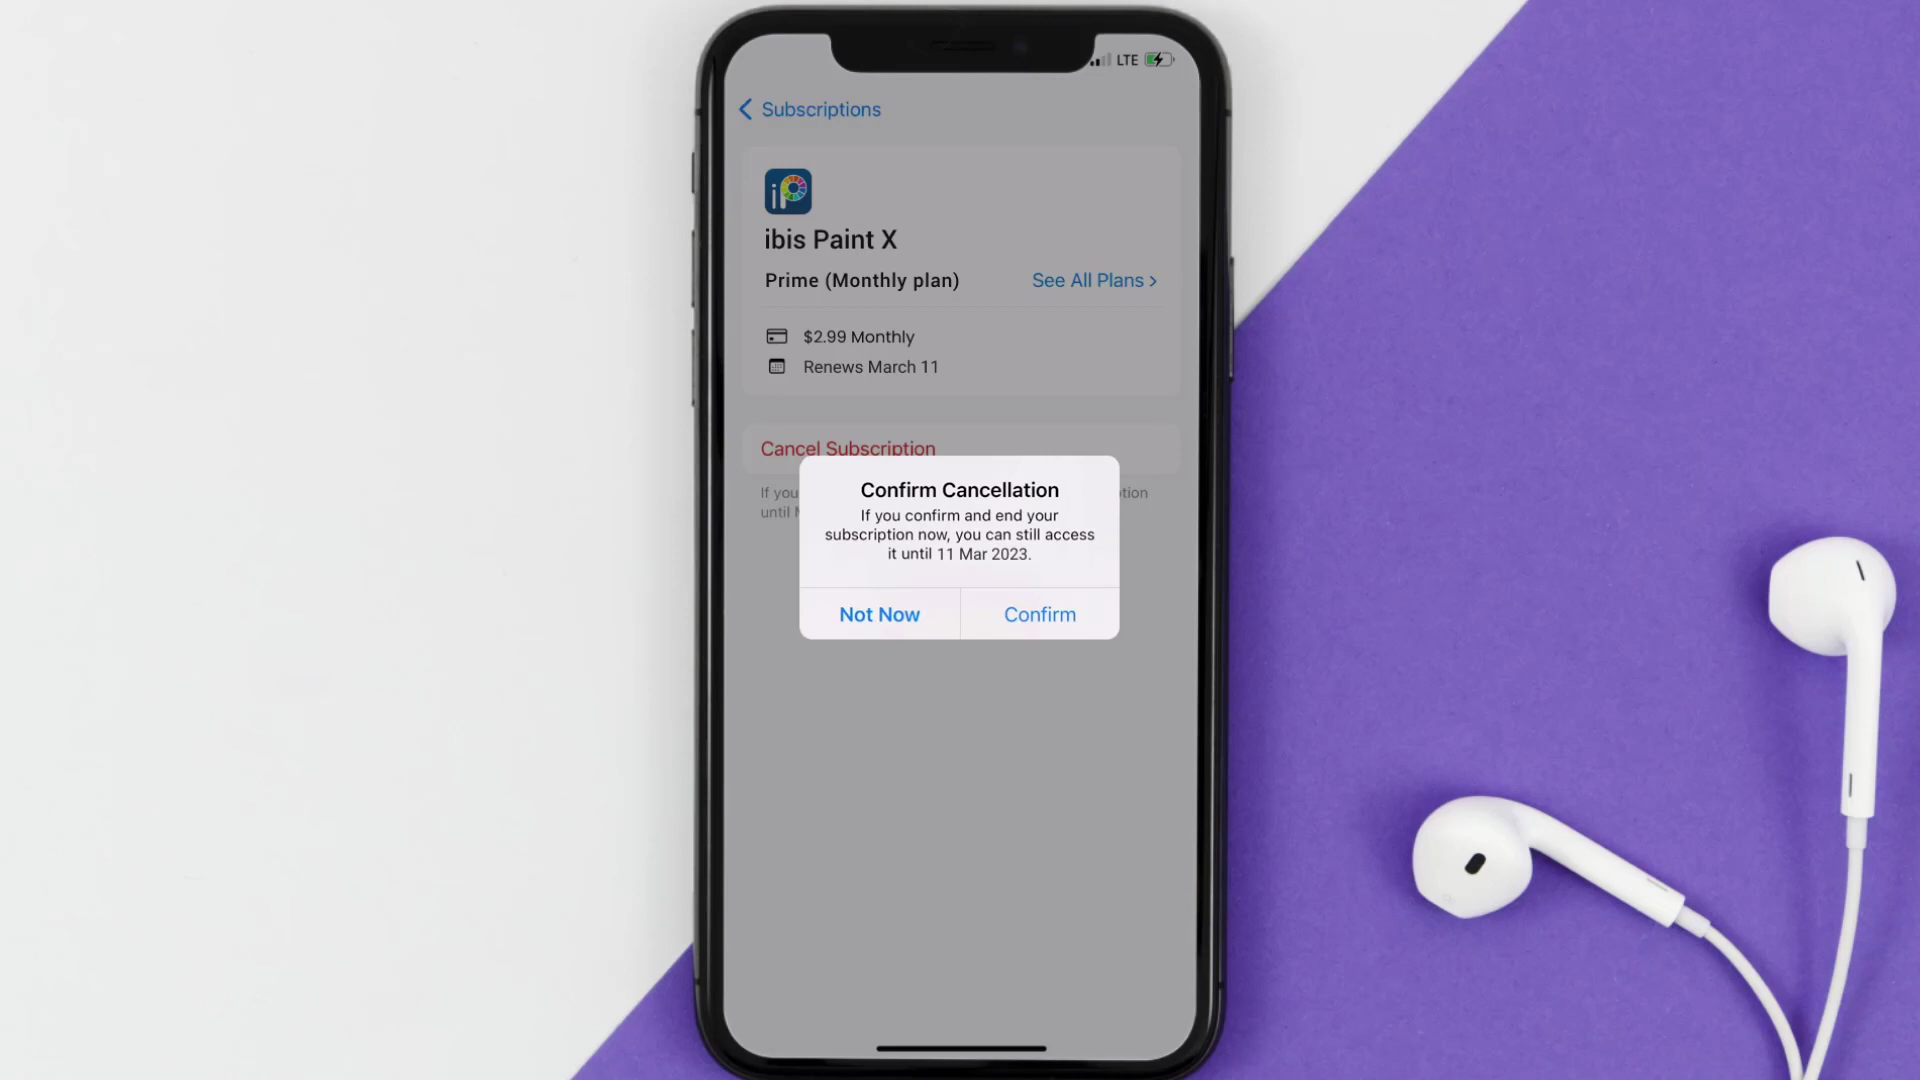 LTE
Subscriptions
iP
ibis Paint X
Prime (Monthly plan)
See All Plans >
$2.99 Monthly
Renews March 11
Cancel Subscription
If you
tion
until
Confirm Cancellation
If you confirm and end your
subscription now, you can still access
it until 11 Mar 2023.
Not Now
Confirm